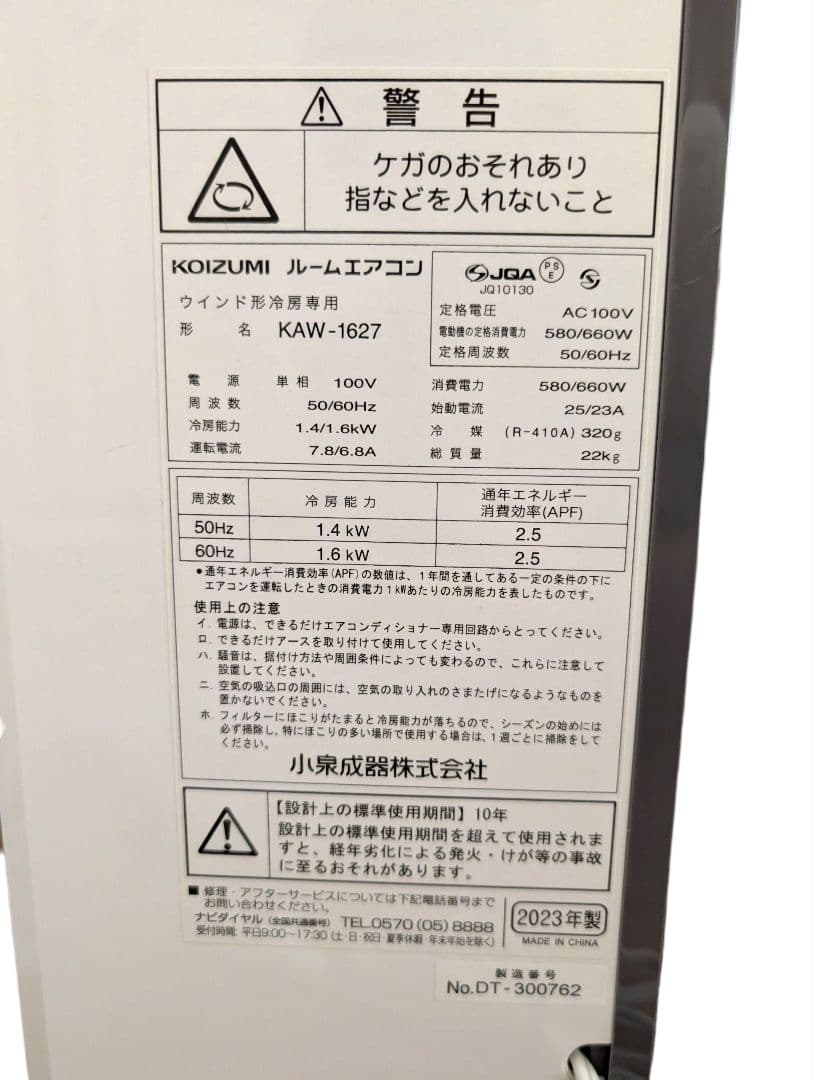 警告
ケガのおそれあり
指などを入れないこと
KOIZUMI ルームエアコン
ウインド形冷房専用
形名 KAW-1627
JQA PSE
JQ10130
定格電圧 AC100V
電動機の定格消費電力 580/660W
定格周波数 50/60Hz
電源 単相 100V
周波数 50/60Hz
冷房能力 1.4/1.6kW
運転電流 7.8/6.8A
消費電力 580/660W
始動電流 25/23A
冷媒 (R-410A) 320g
総質量 22kg
周波数 冷房能力 通年エネルギー
消費効率(APF)
50Hz 1.4 kW 2.5
60Hz 1.6 kW 2.5
●通年エネルギー消費効率(APF)の数値は、1年間を通してある一定の条件の下に
エアコンを運転したときの消費電力1kWあたりの冷房能力を表したものです。
使用上の注意
イ. 電源は、できるだけエアコンディショナー専用回路からとってください。
ロ. できるだけアースを取り付けて使用してください。
ハ. 騒音は、据付け方法や周囲条件によっても変わるので、これらに注意して
設置してください。
ニ. 空気の吸込口の周囲には、空気の取り入れのさまたげになるようなものを
置かないでください。
ホ. フィルターにほこりがたまると冷房能力が落ちるので、シーズンの始めには
必ず掃除し、特にほこりの多い場所で使用する場合は、1週ごとに掃除をして
ください。
小泉成器株式会社
【設計上の標準使用期間】10年
設計上の標準使用期間を超えて使用されま
すと、経年劣化による発火・けが等の事故
に至るおそれがあります。
■修理・アフターサービスについては下記電話番号まで
お問い合わせください。
ナビダイヤル(全国共通番号) TEL.0570(05)8888
受付時間:平日9:00〜17:30(土・日・祝日・夏季休暇・年末年始を除く)
2023年製
MADE IN CHINA
製造番号
No.DT-300762